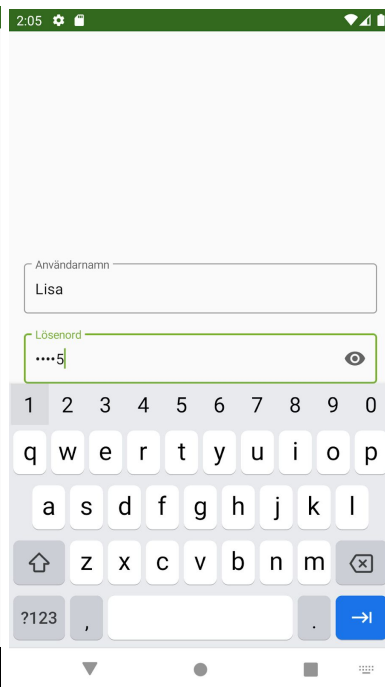 2:05
Användarnamn
Lisa
Lösenord
••••5
1 2 3 4 5 6 7 8 9 0
q w e r t y u i o p
a s d f g h j k l
z x c v b n m
?123 , .